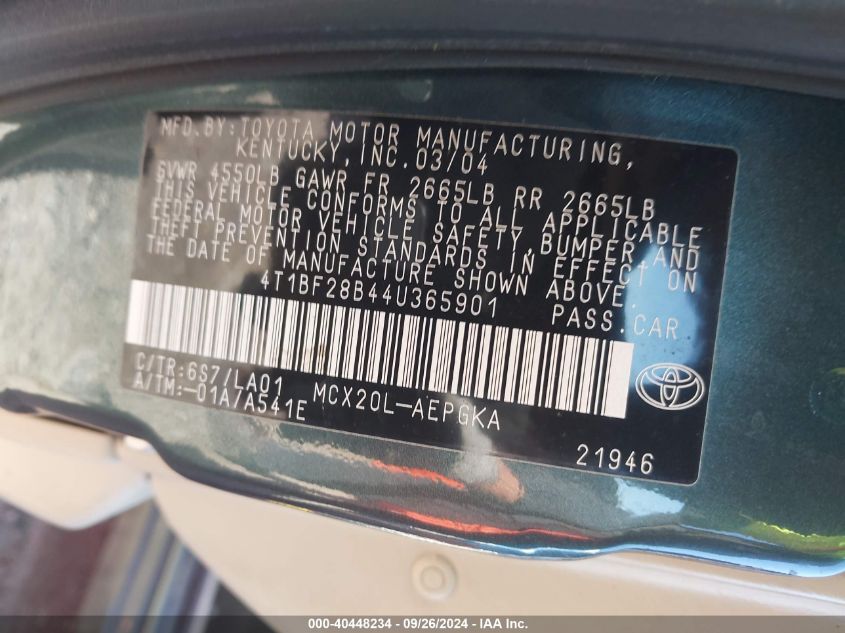 MFD.BY:TOYOTA MOTOR MANUFACTURING,
KENTUCKY,INC.03/04
GVWR 4550LB GAWR FR 2665LB RR 2665LB
THIS VEHICLE CONFORMS TO ALL APPLICABLE
FEDERAL MOTOR VEHICLE SAFETY,BUMPER AND
THEFT PREVENTION STANDARDS IN EFFECT ON
THE DATE OF MANUFACTURE SHOWN ABOVE.
4T1BF28B44U365901 PASS.CAR
C/TR:6S7/LA01 MCX20L-AEPGKA
A/TM:-01A/A541E
21946
000-40448234 - 09/26/2024 - IAA Inc.